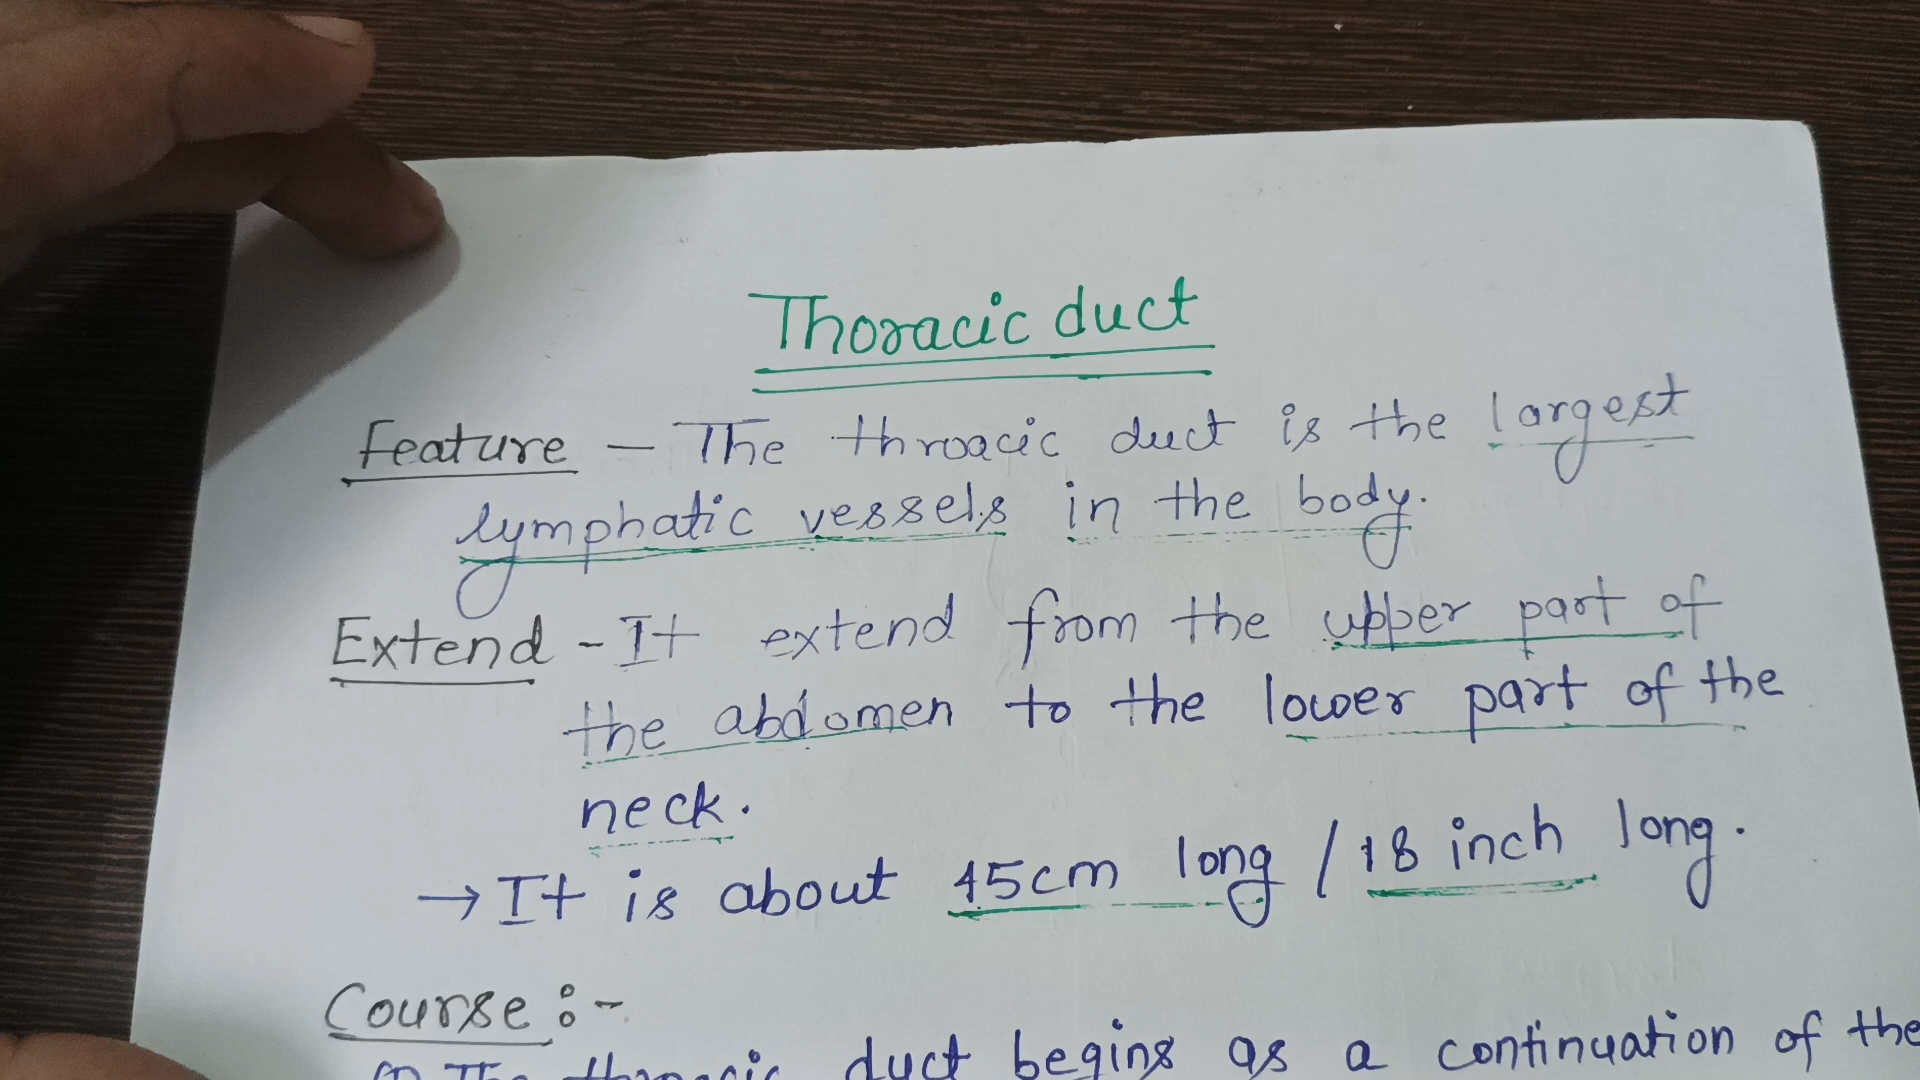 Thoracic duct
Feature - The throacic duct is the largest
lymphatic vessels in the body.
Extend - It extend from the upper part of
the abdomen to the lower part of the
neck.
→ It is about 45cm long / 18 inch long.
Course :-
duct begins as a continuation of the